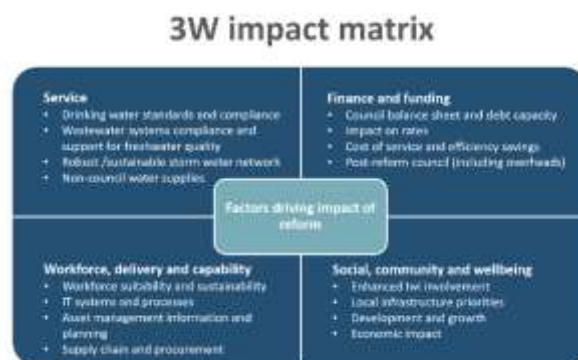 3W impact matrix
Service
• Drinking water standards and compliance
• Wastewater systems compliance and
support for freshwater quality
• Robust /sustainable storm water network
• Non-council water supplies
Finance and funding
• Council balance sheet and debt capacity
• Impact on rates
• Cost of service and efficiency savings
• Post-reform council (including overheads)
Factors driving impact of
reform
Workforce, delivery and capability
• Workforce suitability and sustainability
• IT systems and processes
• Asset management information and
planning
• Supply chain and procurement
Social, community and wellbeing
• Enhanced Iwi involvement
• Local infrastructure priorities
• Development and growth
• Economic impact